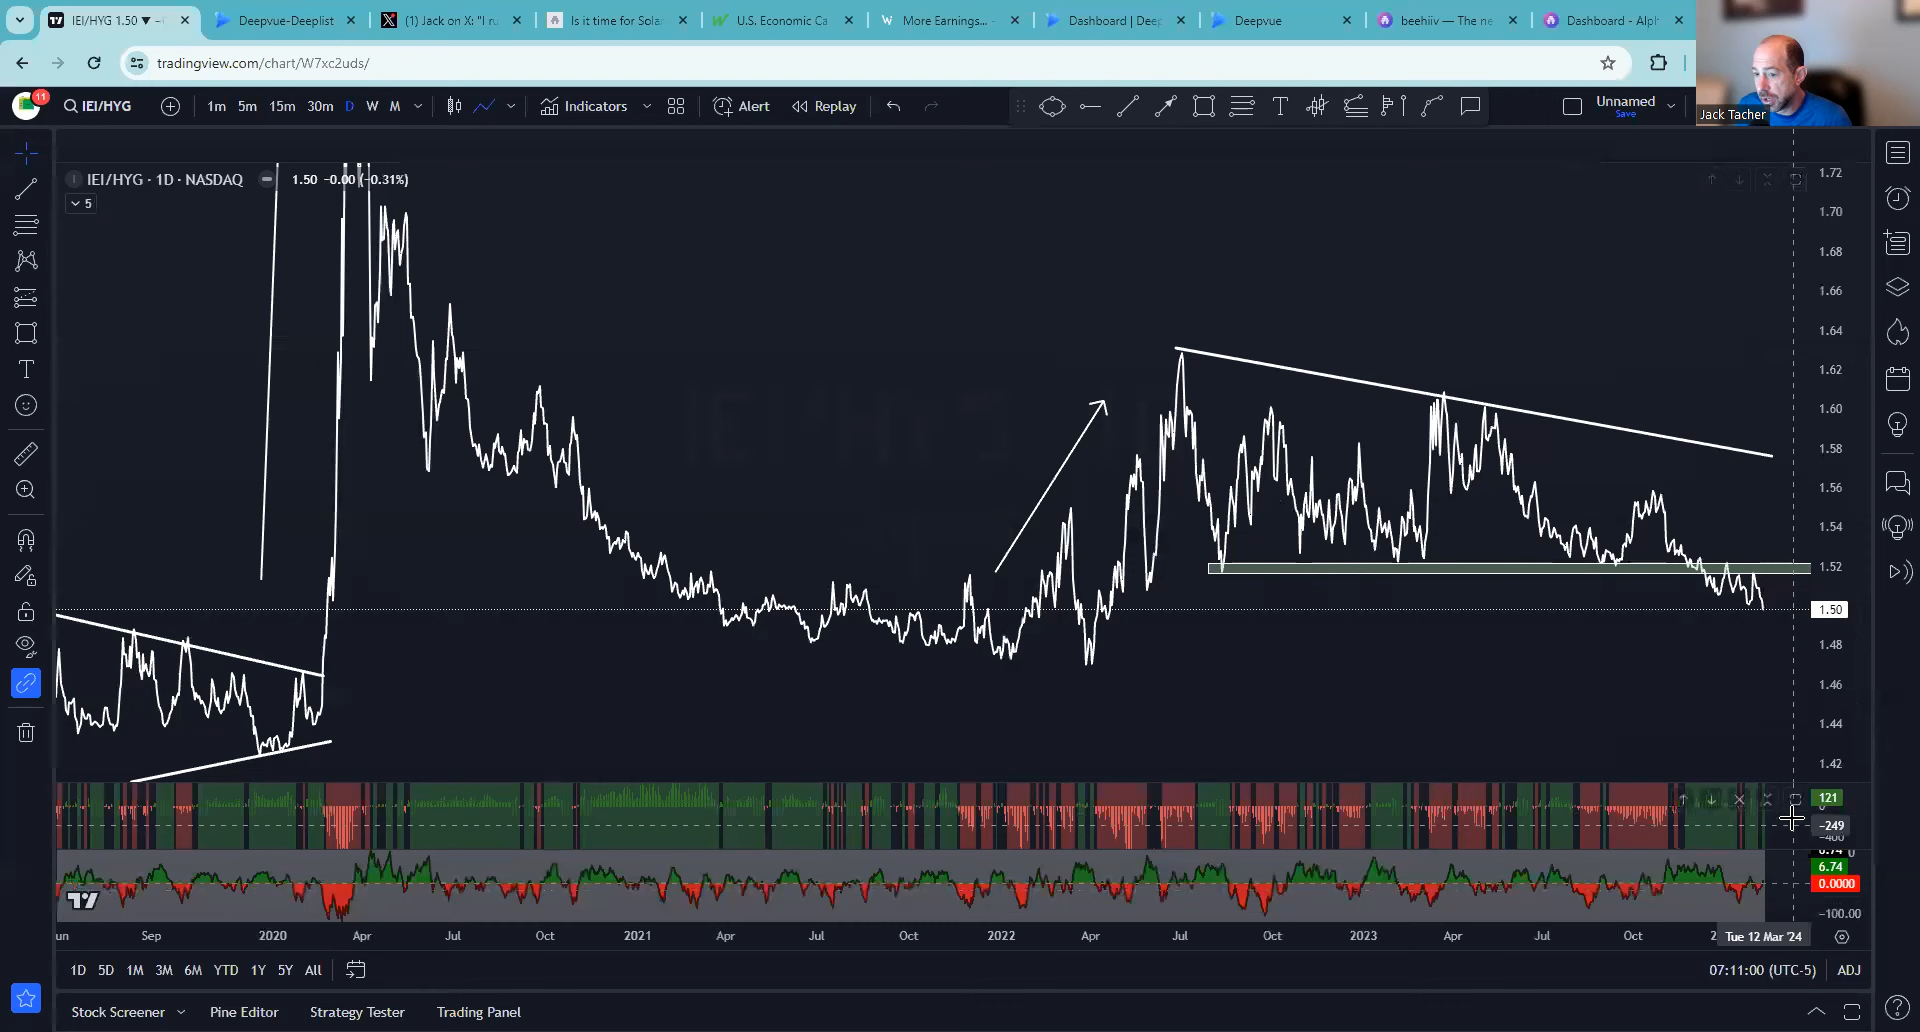 IEI/HYG 1.50 ▼ −
Deepvue-Deeplist
(1) Jack on X: "I ru
Is it time for Sola
U.S. Economic Ca
More Earnings...
Dashboard | Deep
Deepvue
beehiiv — The ne
Dashboard - Alph
tradingview.com/chart/W7xc2uds/
11
IEI/HYG
1m 5m 15m 30m D W M
Indicators
Alert
Replay
Unnamed
Save
Jack Tacher
IEI/HYG · 1D · NASDAQ
1.50 −0.00 (−0.31%)
5
1.72
1.70
1.68
1.66
1.64
1.62
1.60
1.58
1.56
1.54
1.52
1.50
1.48
1.46
1.44
1.42
121
−249
6.74
0.0000
−100.00
Sep 2020 Apr Jul Oct 2021 Apr Jul Oct 2022 Apr Jul Oct 2023 Apr Jul Oct
Tue 12 Mar '24
1D 5D 1M 3M 6M YTD 1Y 5Y All
07:11:00 (UTC-5) ADJ
Stock Screener Pine Editor Strategy Tester Trading Panel